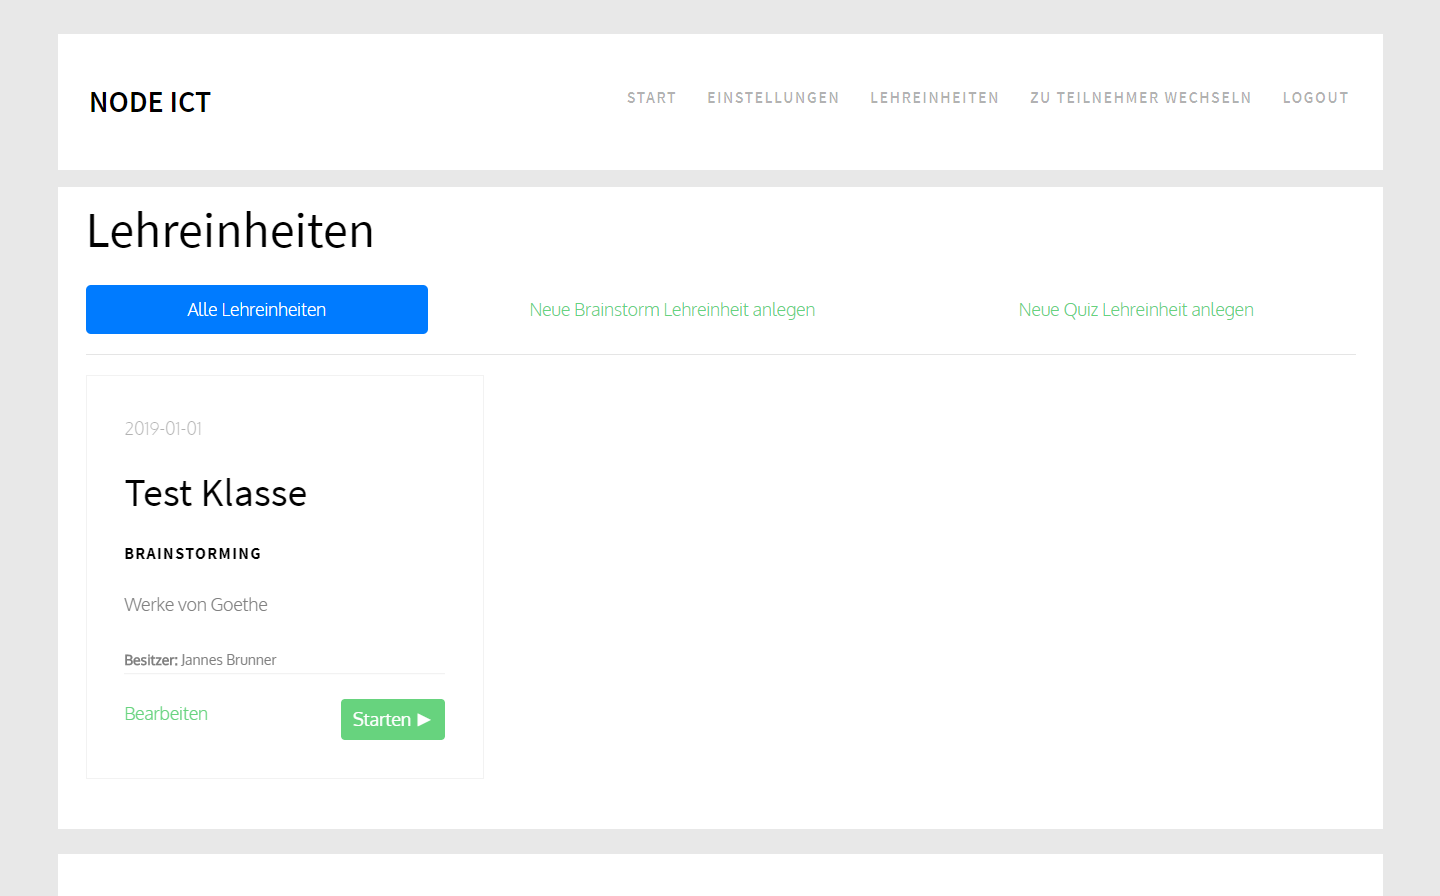 NODE ICT
START EINSTELLUNGEN LEHREINHEITEN ZU TEILNEHMER WECHSELN LOGOUT
Lehreinheiten
Alle Lehreinheiten Neue Brainstorm Lehreinheit anlegen Neue Quiz Lehreinheit anlegen
2019-01-01
Test Klasse
BRAINSTORMING
Werke von Goethe
Besitzer: Jannes Brunner
Bearbeiten Starten ►